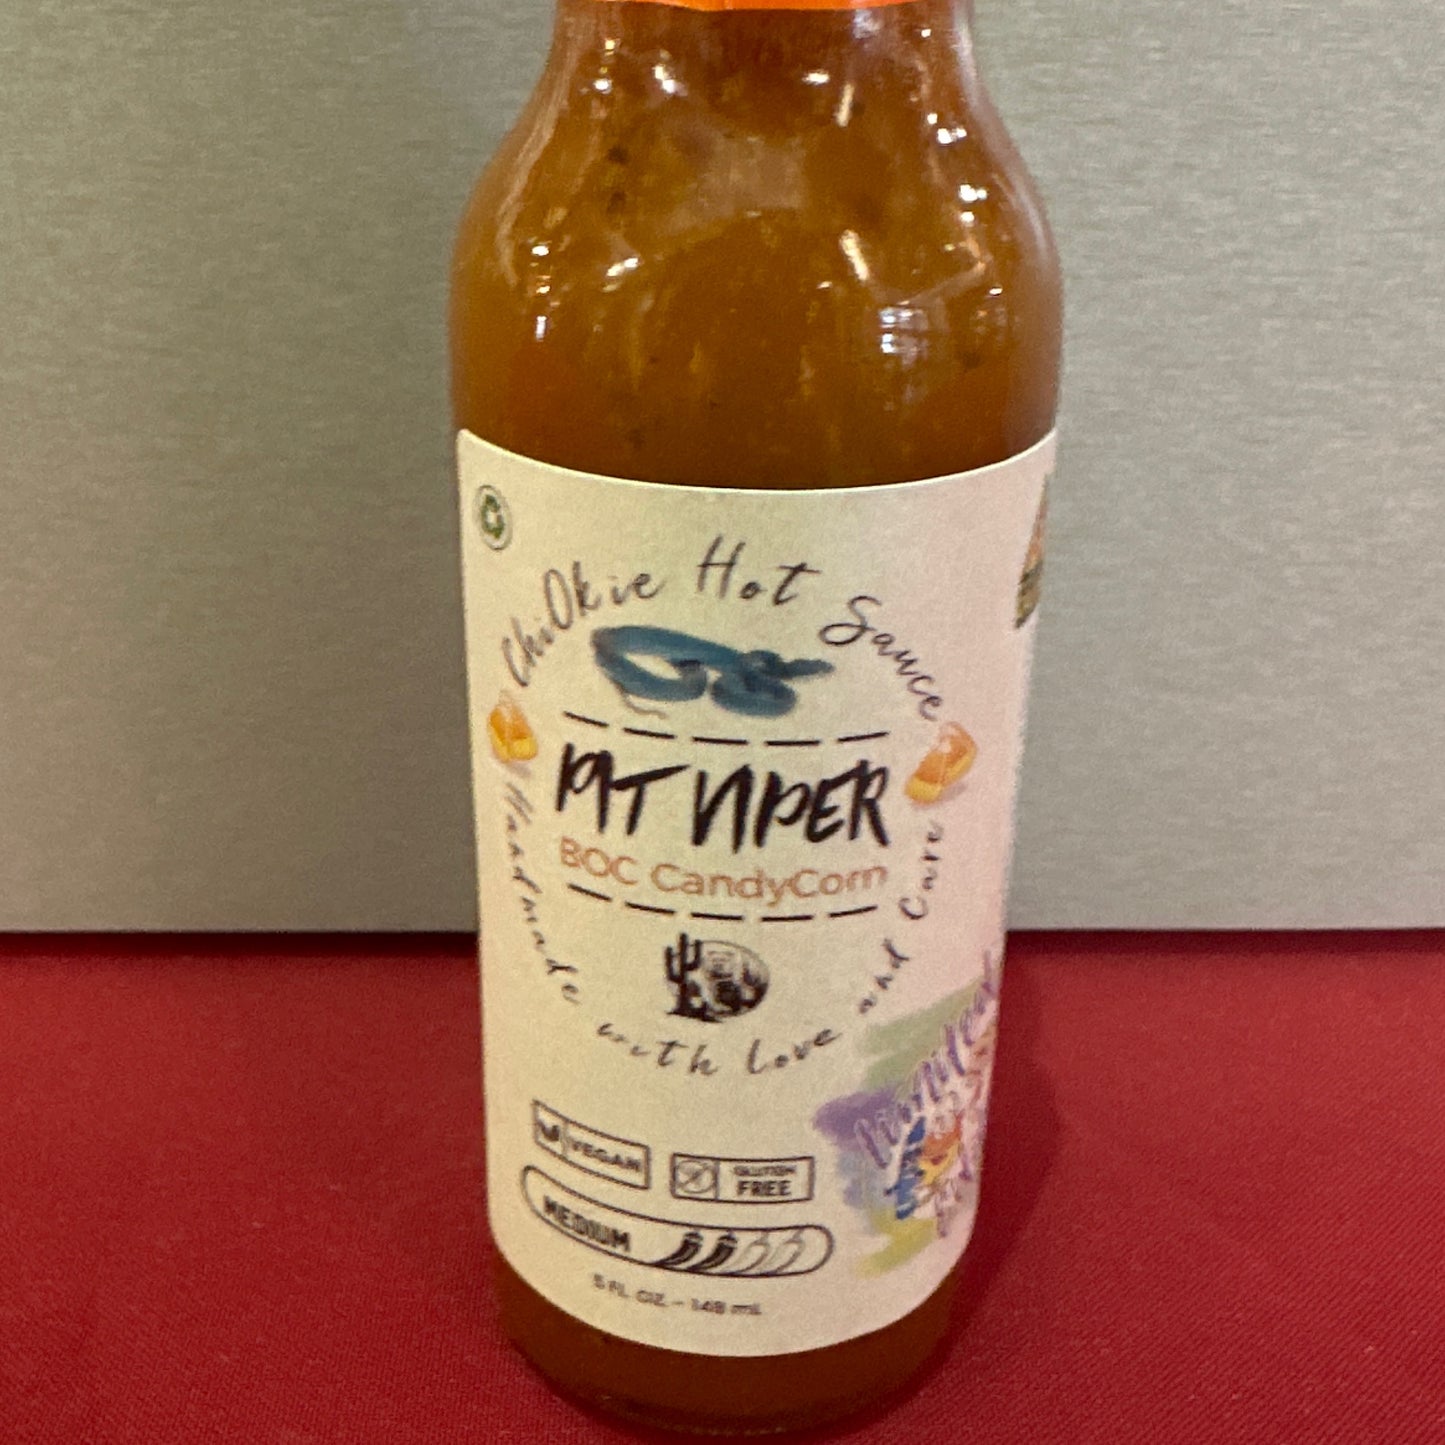 ChiOkie Hot Sauce
PIT VIPER
BOC CandyCorn
Handmade with Love and Care
VEGAN
GLUTEN
FREE
MEDIUM
5 FL. OZ. - 148 mL
Limited